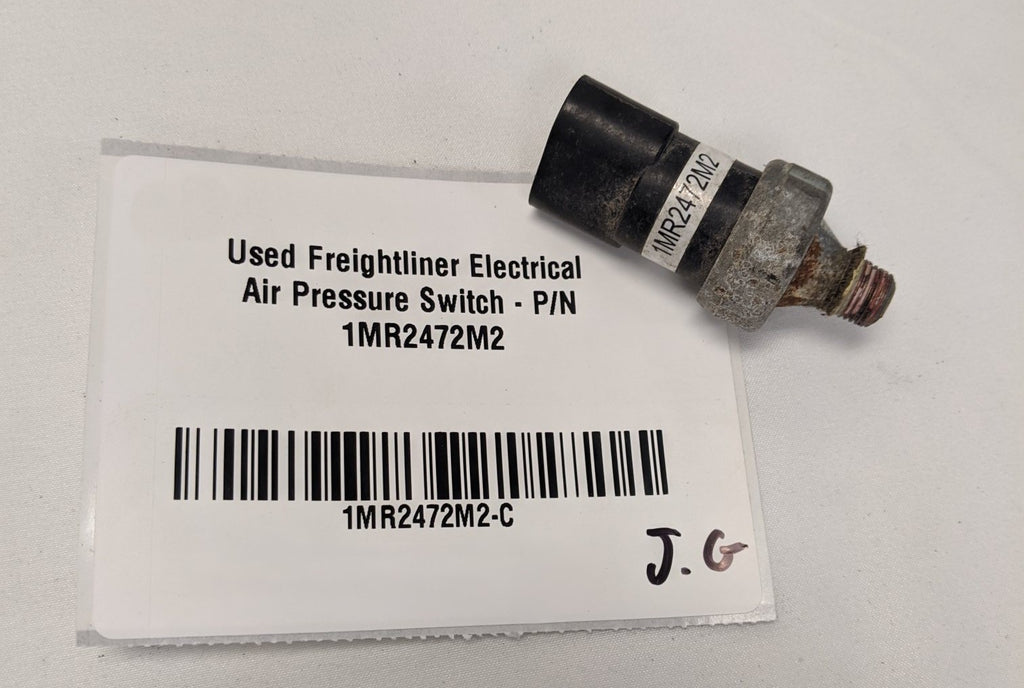 Used Freightliner Electrical
Air Pressure Switch - P/N
1MR2472M2
1MR2472M2-C
J.G
1MR2472M2